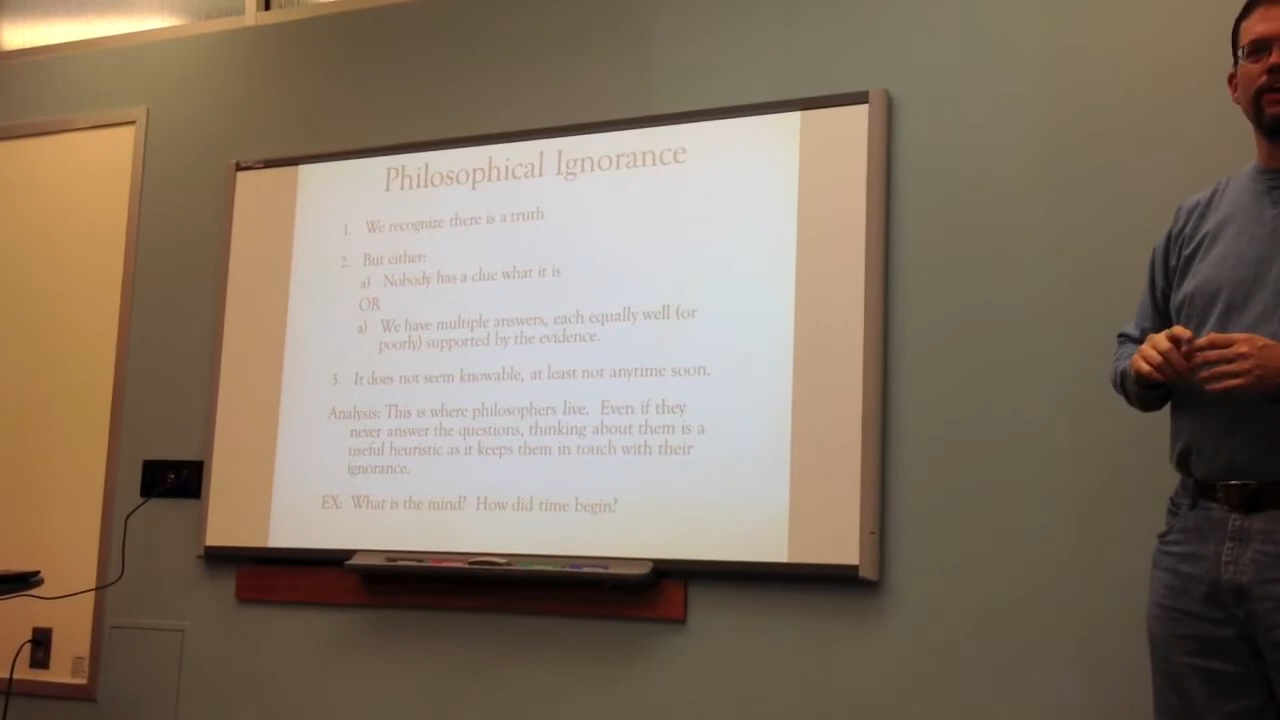 Philosophical Ignorance
1. We recognize there is a truth
2. But either:
a) Nobody has a clue what it is
OR
a) We have multiple answers, each equally well (or
poorly) supported by the evidence.
3. It does not seem knowable, at least not anytime soon.
Analysis: This is where philosophers live. Even if they
never answer the questions, thinking about them is a
useful heuristic as it keeps them in touch with their
ignorance.
EX: What is the mind? How did time begin?